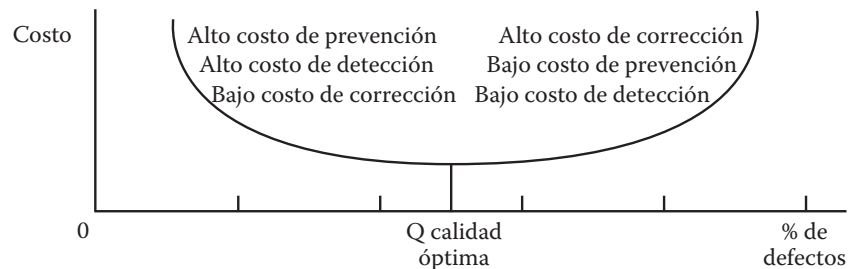 Costo
Alto costo de prevención
Alto costo de detección
Bajo costo de corrección
Alto costo de corrección
Bajo costo de prevención
Bajo costo de detección
0
Q calidad
óptima
% de
defectos